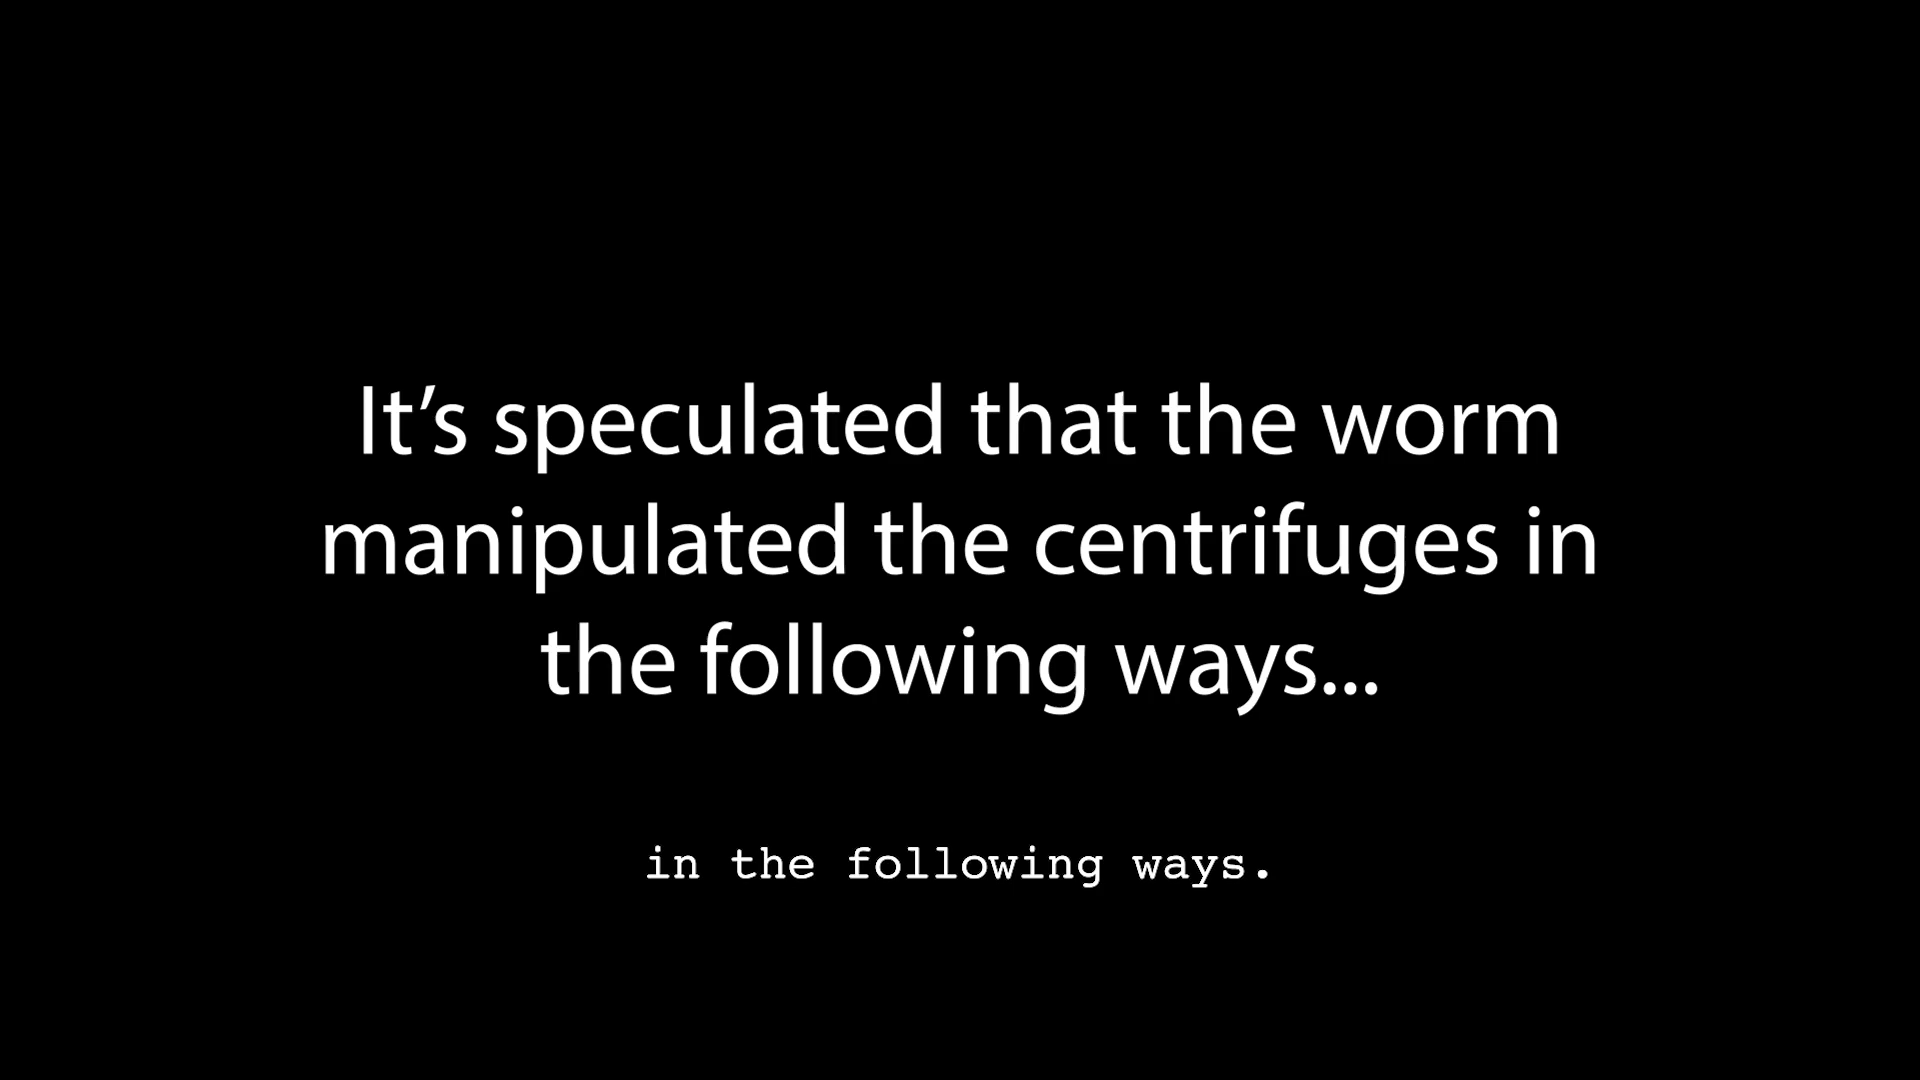 It’s speculated that the worm
manipulated the centrifuges in
the following ways...
in the following ways.